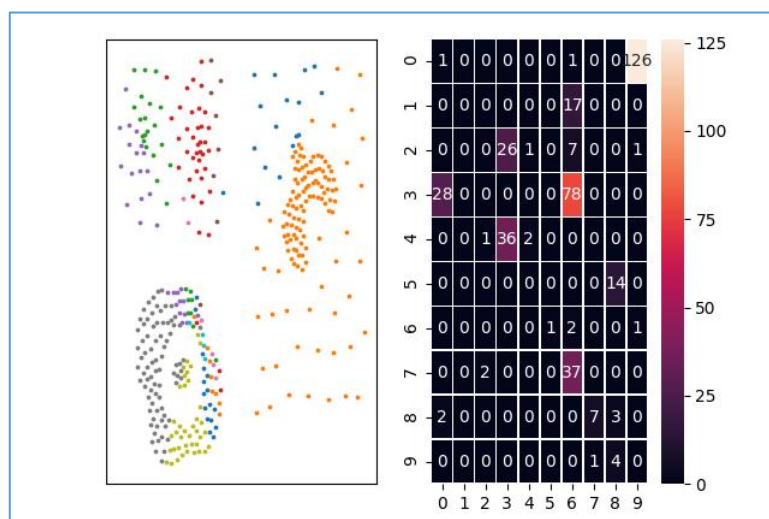 0 1 0 0 0 0 0 1 0 0 126
1 0 0 0 0 0 0 17 0 0 0
2 0 0 0 26 1 0 7 0 0 1
3 28 0 0 0 0 0 78 0 0 0
4 0 0 1 36 2 0 0 0 0 0
5 0 0 0 0 0 0 0 0 14 0
6 0 0 0 0 0 1 2 0 0 1
7 0 0 2 0 0 0 37 0 0 0
8 2 0 0 0 0 0 0 7 3 0
9 0 0 0 0 0 0 0 1 4 0
0 1 2 3 4 5 6 7 8 9
125
100
75
50
25
0